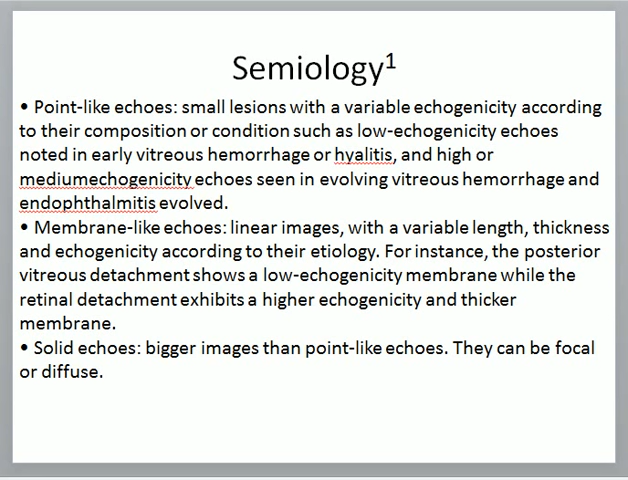 Semiology¹
• Point-like echoes: small lesions with a variable echogenicity according
to their composition or condition such as low-echogenicity echoes
noted in early vitreous hemorrhage or hyalitis, and high or
mediumechogenicity echoes seen in evolving vitreous hemorrhage and
endophthalmitis evolved.
• Membrane-like echoes: linear images, with a variable length, thickness
and echogenicity according to their etiology. For instance, the posterior
vitreous detachment shows a low-echogenicity membrane while the
retinal detachment exhibits a higher echogenicity and thicker
membrane.
• Solid echoes: bigger images than point-like echoes. They can be focal
or diffuse.